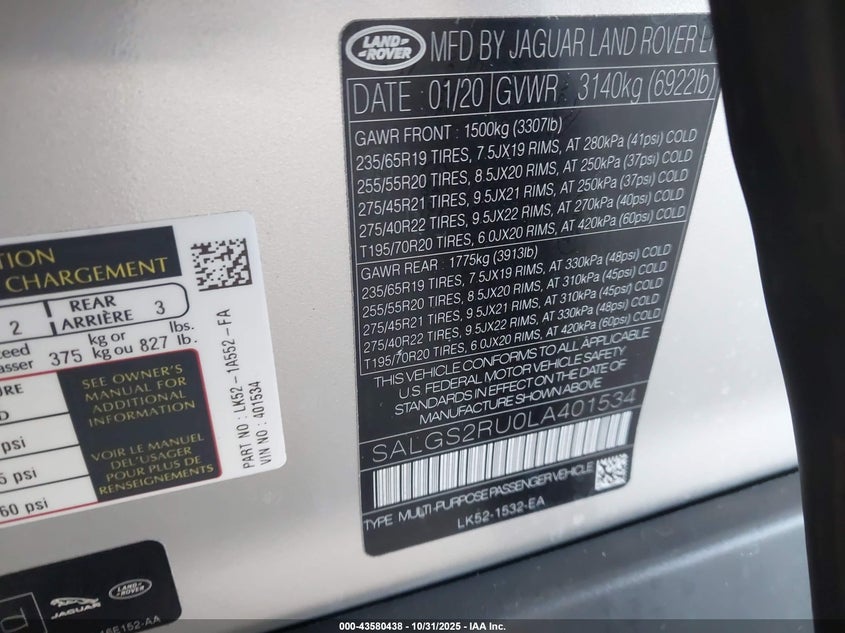 LAND ROVER
MFD BY JAGUAR LAND ROVER
DATE : 01/20 GVWR : 3140kg (6922lb)
GAWR FRONT : 1500kg (3307lb)
235/65R19 TIRES, 7.5JX19 RIMS, AT 280kPa (41psi) COLD
255/55R20 TIRES, 8.5JX20 RIMS, AT 250kPa (37psi) COLD
275/45R21 TIRES, 9.5JX21 RIMS, AT 250kPa (37psi) COLD
275/40R22 TIRES, 9.5JX22 RIMS, AT 270kPa (40psi) COLD
T195/70R20 TIRES, 6.0JX20 RIMS, AT 420kPa (60psi) COLD
GAWR REAR : 1775kg (3913lb)
235/65R19 TIRES, 7.5JX19 RIMS, AT 330kPa (48psi) COLD
255/55R20 TIRES, 8.5JX20 RIMS, AT 310kPa (45psi) COLD
275/45R21 TIRES, 9.5JX21 RIMS, AT 310kPa (45psi) COLD
275/40R22 TIRES, 9.5JX22 RIMS, AT 330kPa (48psi) COLD
T195/70R20 TIRES, 6.0JX20 RIMS, AT 420kPa (60psi) COLD
THIS VEHICLE CONFORMS TO ALL APPLICABLE
U.S. FEDERAL MOTOR VEHICLE SAFETY
STANDARDS IN EFFECT ON THE DATE OF
MANUFACTURE SHOWN ABOVE
SALGS2RU0LA401534
TYPE MULTI-PURPOSE PASSENGER VEHICLE
LK52-1532-EA
CHARGEMENT
2 REAR ARRIÈRE 3
375 kg or kg ou 827 lbs. lb.
SEE OWNER'S
MANUAL FOR
ADDITIONAL
INFORMATION
VOIR LE MANUEL
DEL'USAGER
POUR PLUS DE
RENSEIGNEMENTS
psi
psi
60 psi
PART NO : LK52-1A552-EA
VIN NO : 401534
JAGUAR
LAND ROVER
000-43580438 - 10/31/2025 - IAA Inc.